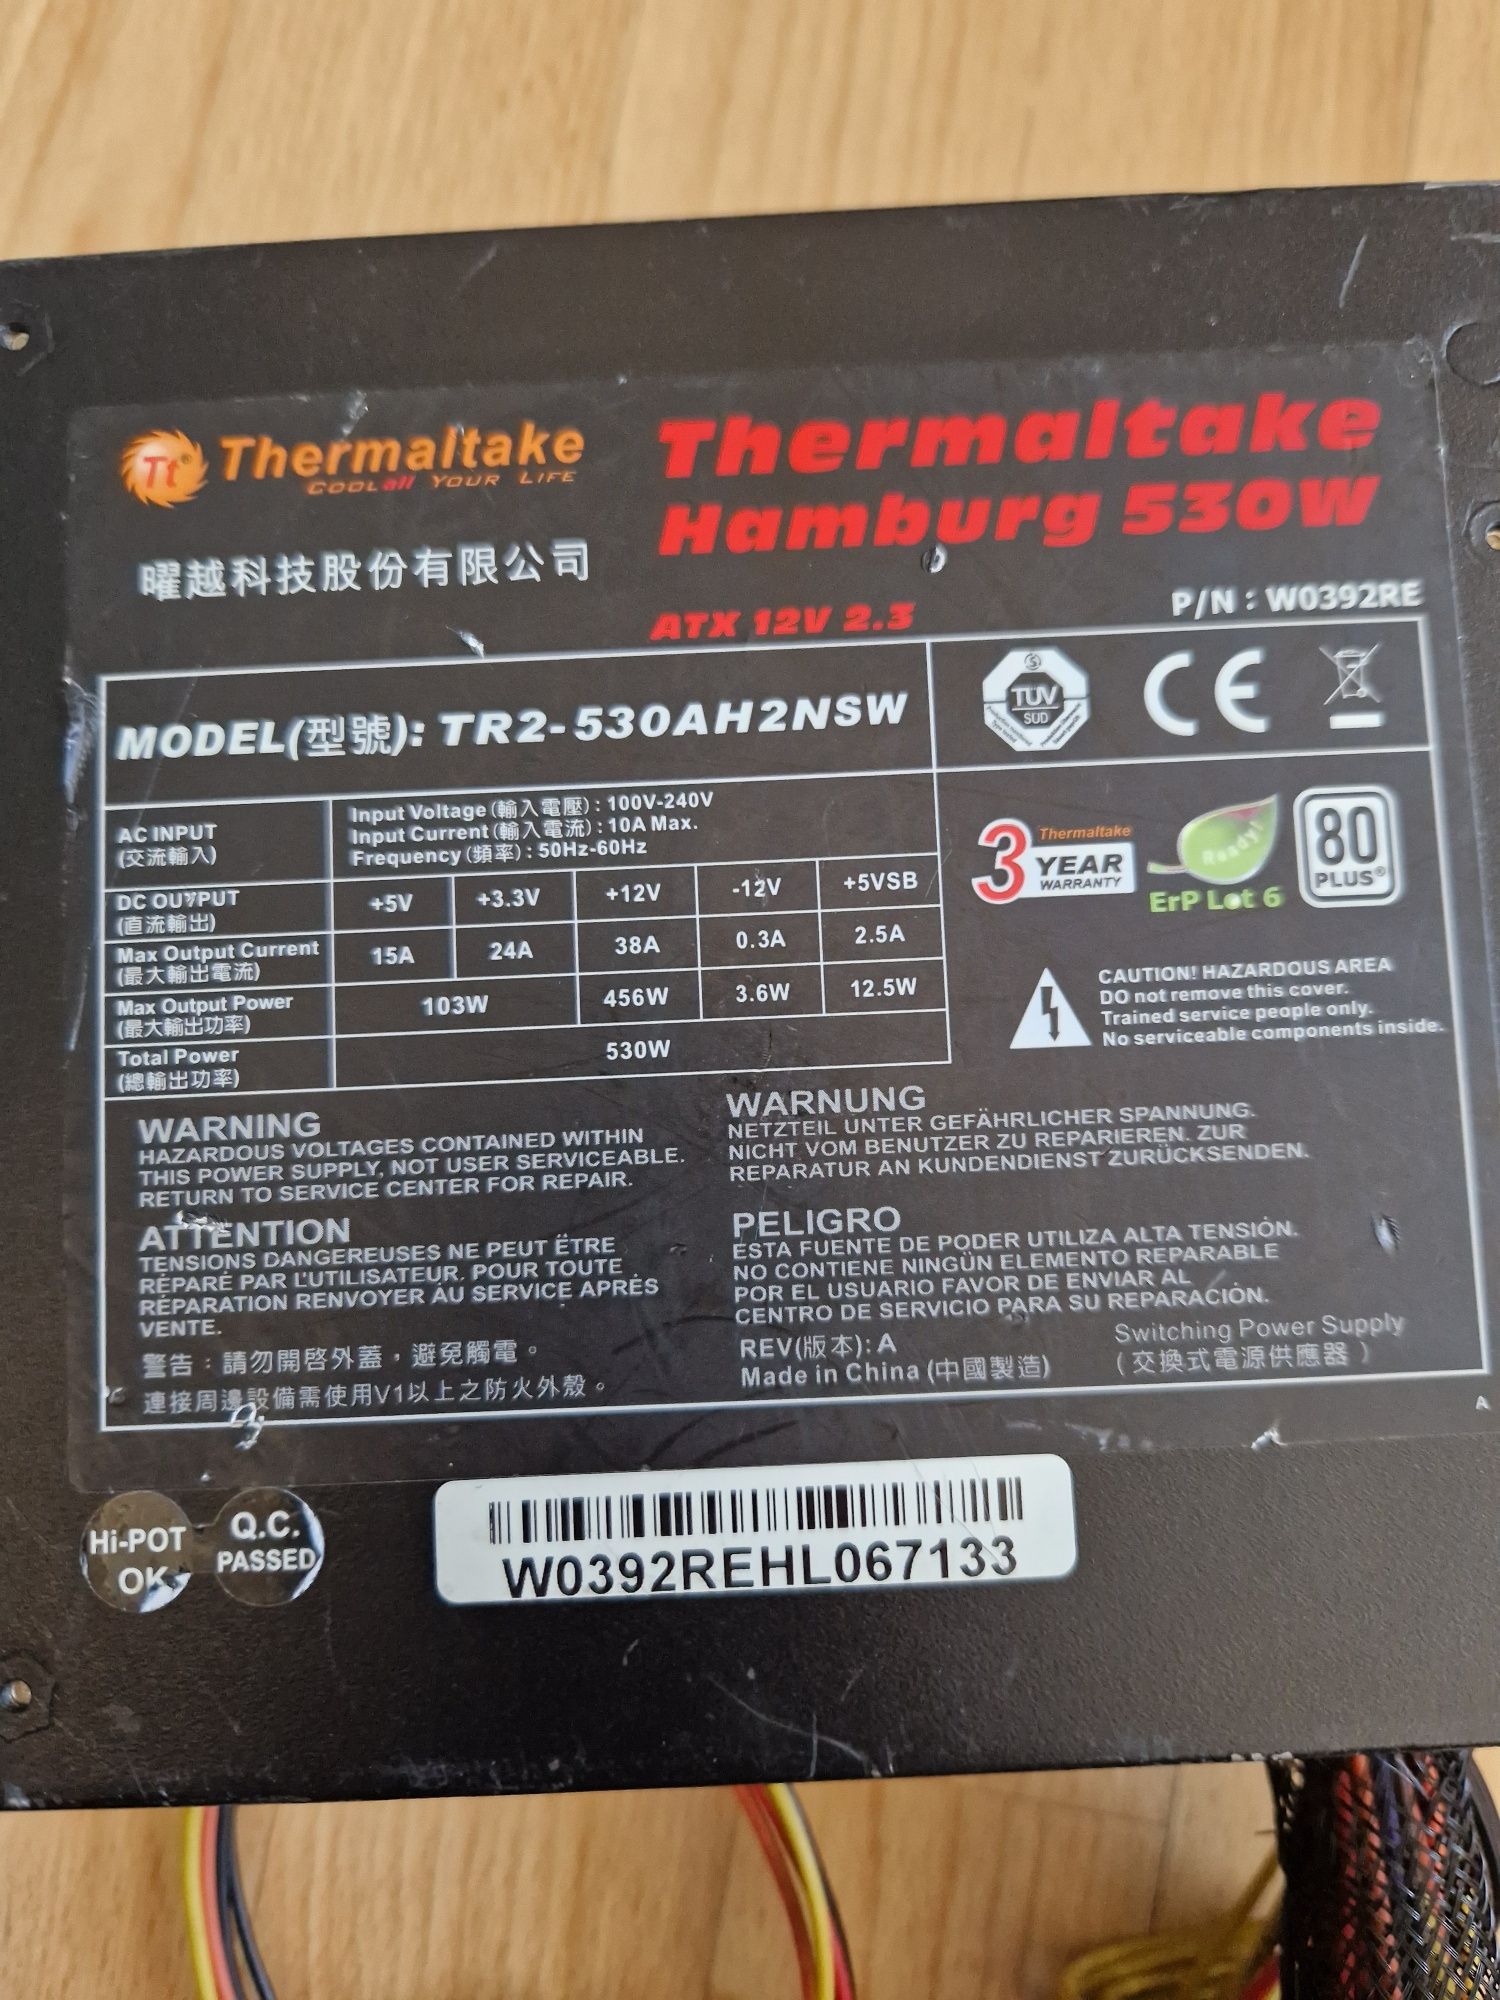 Tt® Thermaltake
COOL all YOUR LIFE
曜越科技股份有限公司
Thermaltake
Hamburg 530W
ATX 12V 2.3
P/N : W0392RE
MODEL(型號): TR2-530AH2NSW
TÜV
SÜD
CE
AC INPUT
(交流輸入)
Input Voltage (輸入電壓) : 100V-240V
Input Current (輸入電流) : 10A Max.
Frequency (頻率) : 50Hz-60Hz
DC OUTPUT
(直流輸出)
+5V +3.3V +12V -12V +5VSB
Max Output Current
(最大輸出電流)
15A 24A 38A 0.3A 2.5A
Max Output Power
(最大輸出功率)
103W 456W 3.6W 12.5W
Total Power
(總輸出功率)
530W
Thermaltake
3 YEAR
WARRANTY
Ready!
ErP Lot 6
80
PLUS®
CAUTION! HAZARDOUS AREA
DO not remove this cover.
Trained service people only.
No serviceable components inside.
WARNING
HAZARDOUS VOLTAGES CONTAINED WITHIN
THIS POWER SUPPLY, NOT USER SERVICEABLE.
RETURN TO SERVICE CENTER FOR REPAIR.
WARNUNG
NETZTEIL UNTER GEFÄHRLICHER SPANNUNG.
NICHT VOM BENUTZER ZU REPARIEREN. ZUR
REPARATUR AN KUNDENDIENST ZURÜCKSENDEN.
ATTENTION
TENSIONS DANGEREUSES NE PEUT ËTRE
RÉPARÉ PAR L'UTILISATEUR. POUR TOUTE
RÉPARATION RENVOYER AU SERVICE APRÉS
VENTE.
PELIGRO
ESTA FUENTE DE PODER UTILIZA ALTA TENSIÓN.
NO CONTIENE NINGÚN ELEMENTO REPARABLE
POR EL USUARIO FAVOR DE ENVIAR AL
CENTRO DE SERVICIO PARA SU REPARACIÓN.
警告：請勿開啓外蓋，避免觸電。
連接周邊設備需使用V1以上之防火外殼。
REV(版本): A
Made in China (中國製造)
Switching Power Supply
(交換式電源供應器)
A
Hi-POT
OK
Q.C.
PASSED
W0392REHL067133